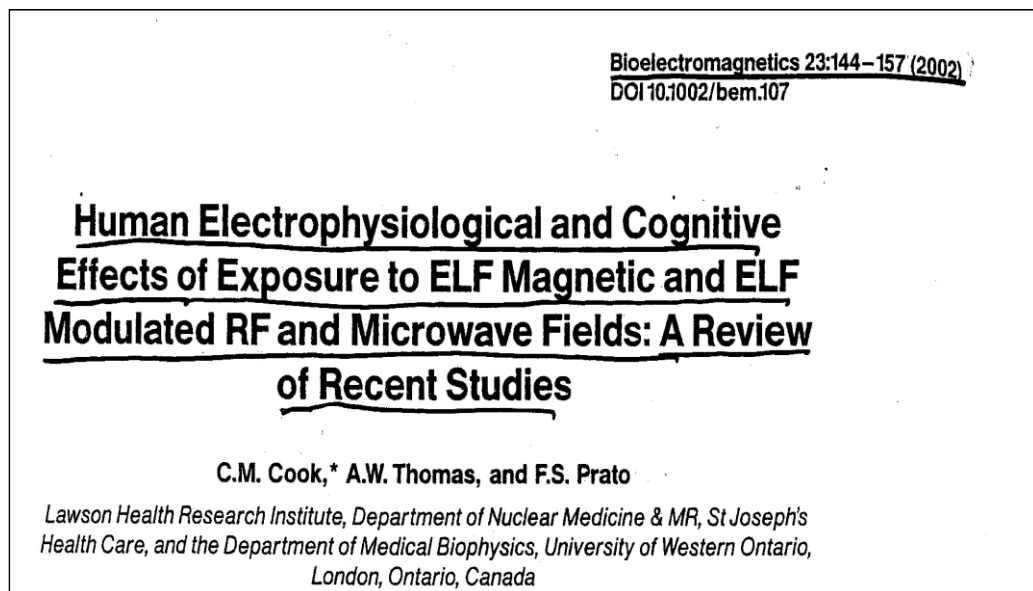 Bioelectromagnetics 23:144–157 (2002)
DOI 10.1002/bem.107
Human Electrophysiological and Cognitive
Effects of Exposure to ELF Magnetic and ELF
Modulated RF and Microwave Fields: A Review
of Recent Studies
C.M. Cook,* A.W. Thomas, and F.S. Prato
Lawson Health Research Institute, Department of Nuclear Medicine & MR, St Joseph's
Health Care, and the Department of Medical Biophysics, University of Western Ontario,
London, Ontario, Canada